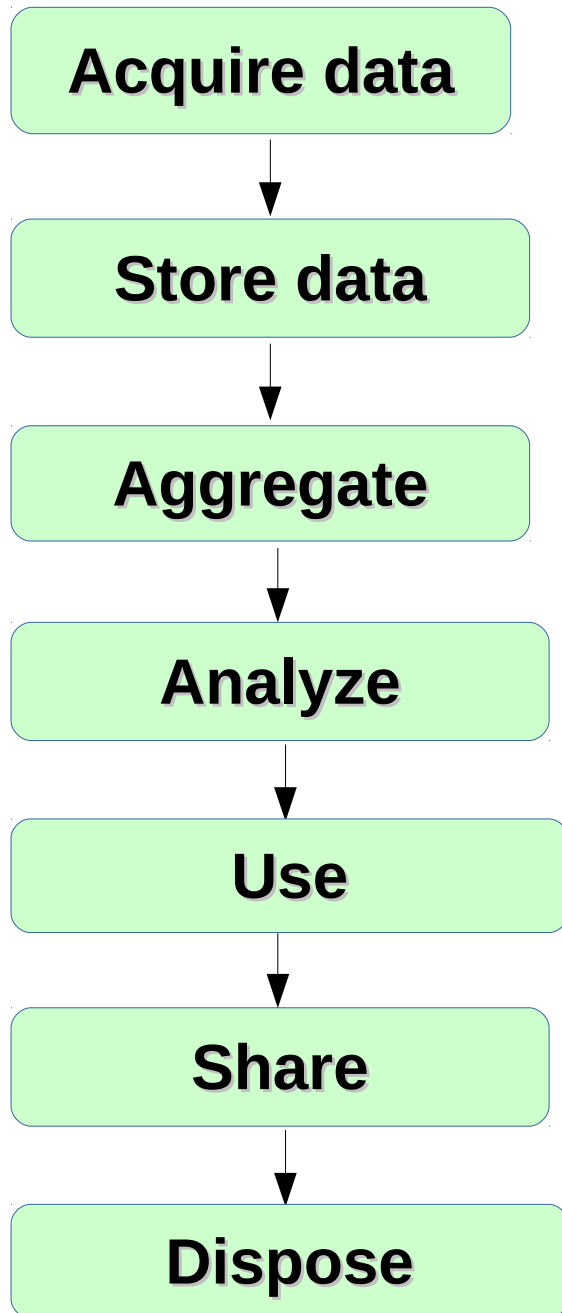 Acquire data
Store data
Aggregate
Analyze
Use
Share
Dispose